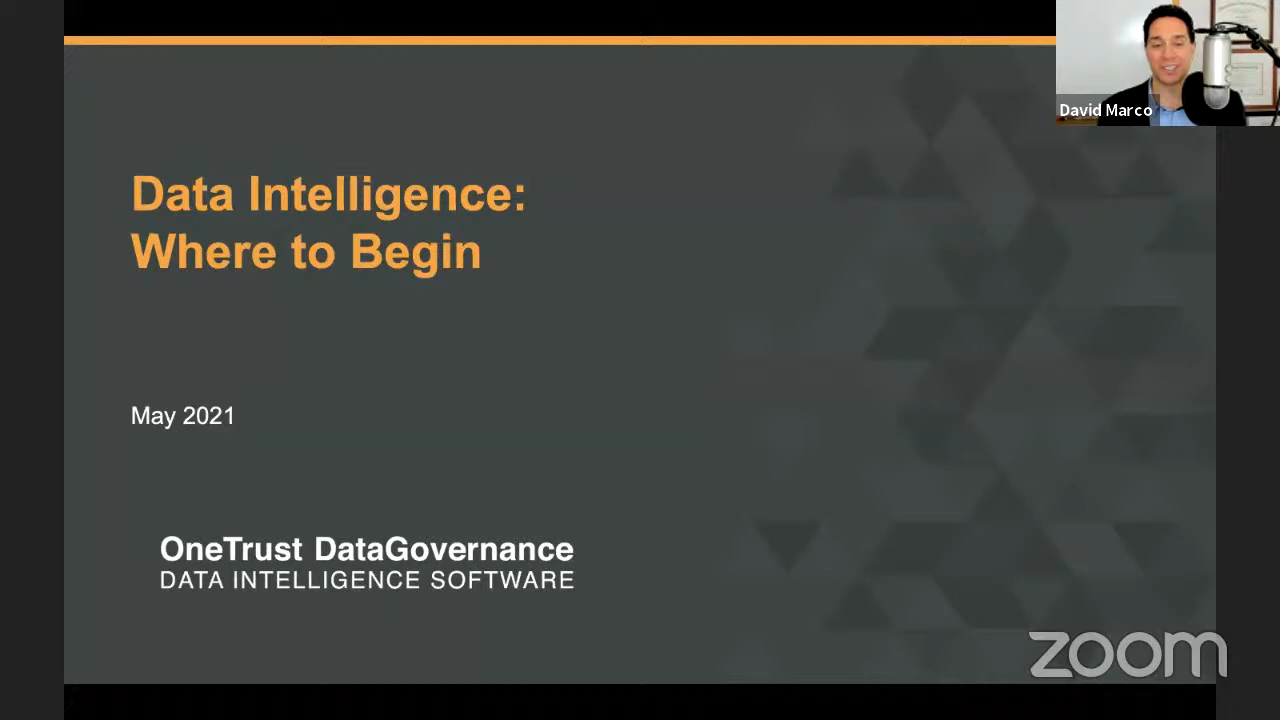 David Marco
Data Intelligence:
Where to Begin
May 2021
OneTrust DataGovernance
DATA INTELLIGENCE SOFTWARE
zoom